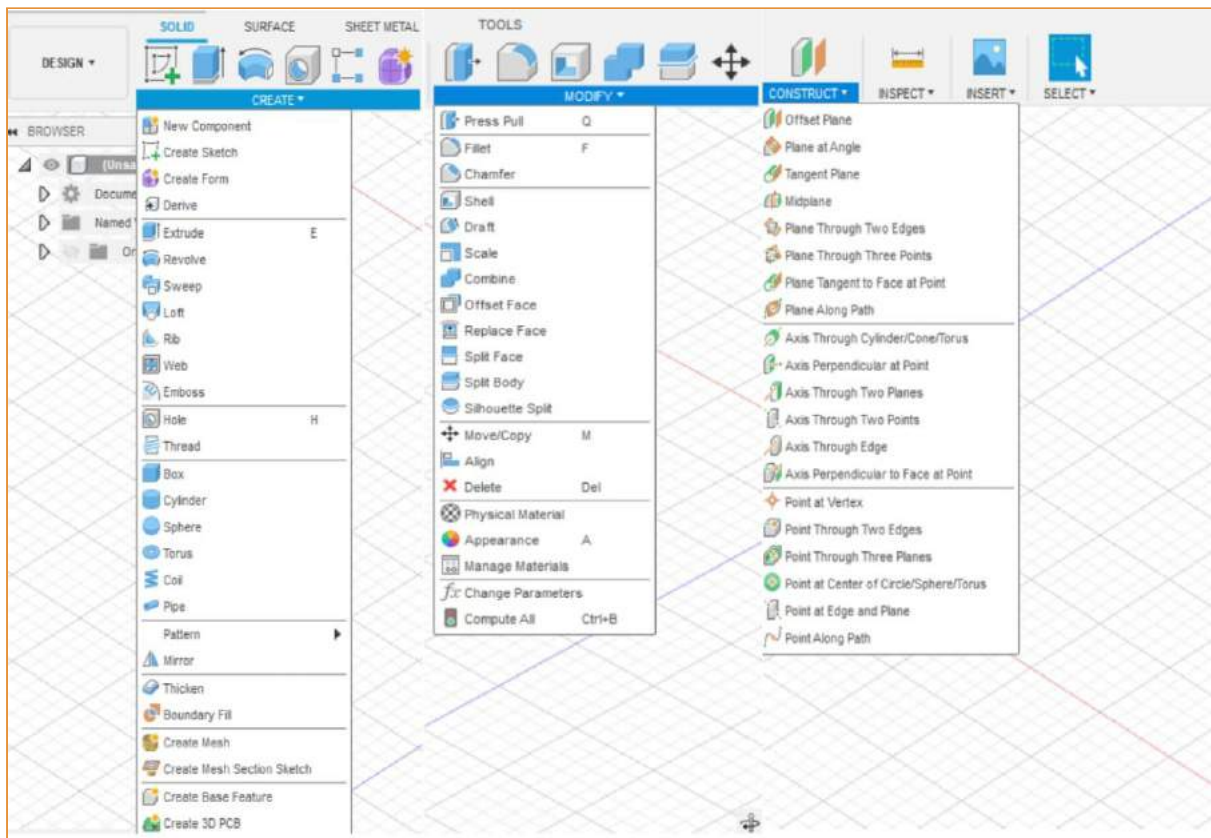 SOLID SURFACE SHEET METAL TOOLS
DESIGN
CREATE
New Component
Create Sketch
Create Form
Derive
Extrude E
Revolve
Sweep
Loft
Rib
Web
Emboss
Hole H
Thread
Box
Cylinder
Sphere
Torus
Coil
Pipe
Pattern
Mirror
Thicken
Boundary Fill
Create Mesh
Create Mesh Section Sketch
Create Base Feature
Create 3D PCB
MODIFY
Press Pull Q
Fillet F
Chamfer
Shell
Draft
Scale
Combine
Offset Face
Replace Face
Split Face
Split Body
Silhouette Split
Move/Copy M
Align
Delete Del
Physical Material
Appearance A
Manage Materials
fx Change Parameters
Compute All Ctrl+B
CONSTRUCT INSPECT INSERT SELECT
Offset Plane
Plane at Angle
Tangent Plane
Midplane
Plane Through Two Edges
Plane Through Three Points
Plane Tangent to Face at Point
Plane Along Path
Axis Through Cylinder/Cone/Torus
Axis Perpendicular at Point
Axis Through Two Planes
Axis Through Two Points
Axis Through Edge
Axis Perpendicular to Face at Point
Point at Vertex
Point Through Two Edges
Point Through Three Planes
Point at Center of Circle/Sphere/Torus
Point at Edge and Plane
Point Along Path
BROWSER
(Unsa
Docume
Named
Or